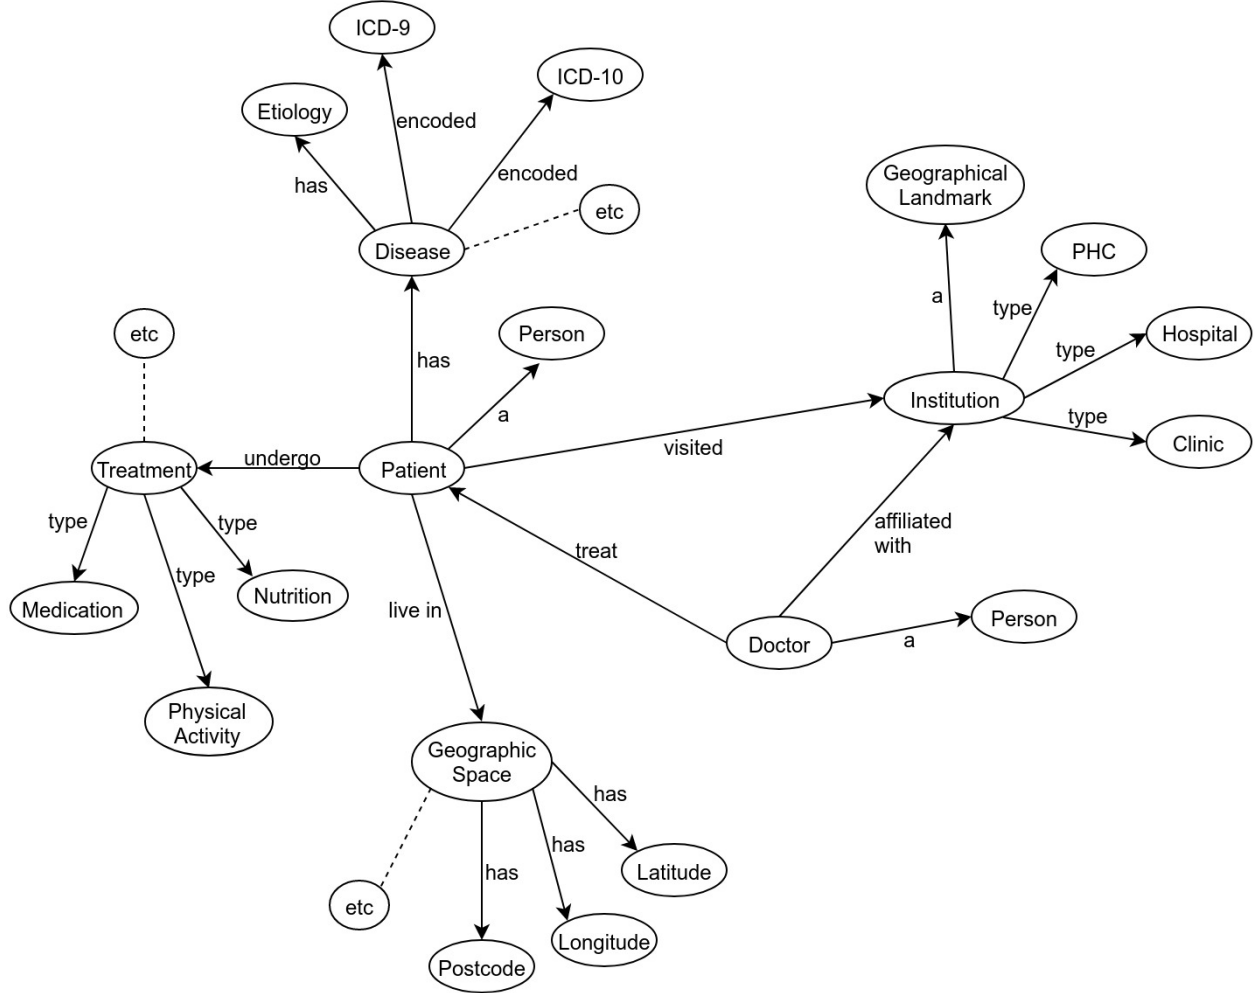 ICD-9
ICD-10
Etiology
encoded
encoded
has
etc
Disease
Geographical
Landmark
PHC
a
type
Hospital
type
Institution
type
Clinic
etc
Person
has
a
visited
Treatment
undergo
Patient
type
type
type
Medication
Nutrition
Physical
Activity
live in
treat
affiliated
with
Doctor
a
Person
Geographic
Space
has
has
has
Latitude
etc
Longitude
Postcode